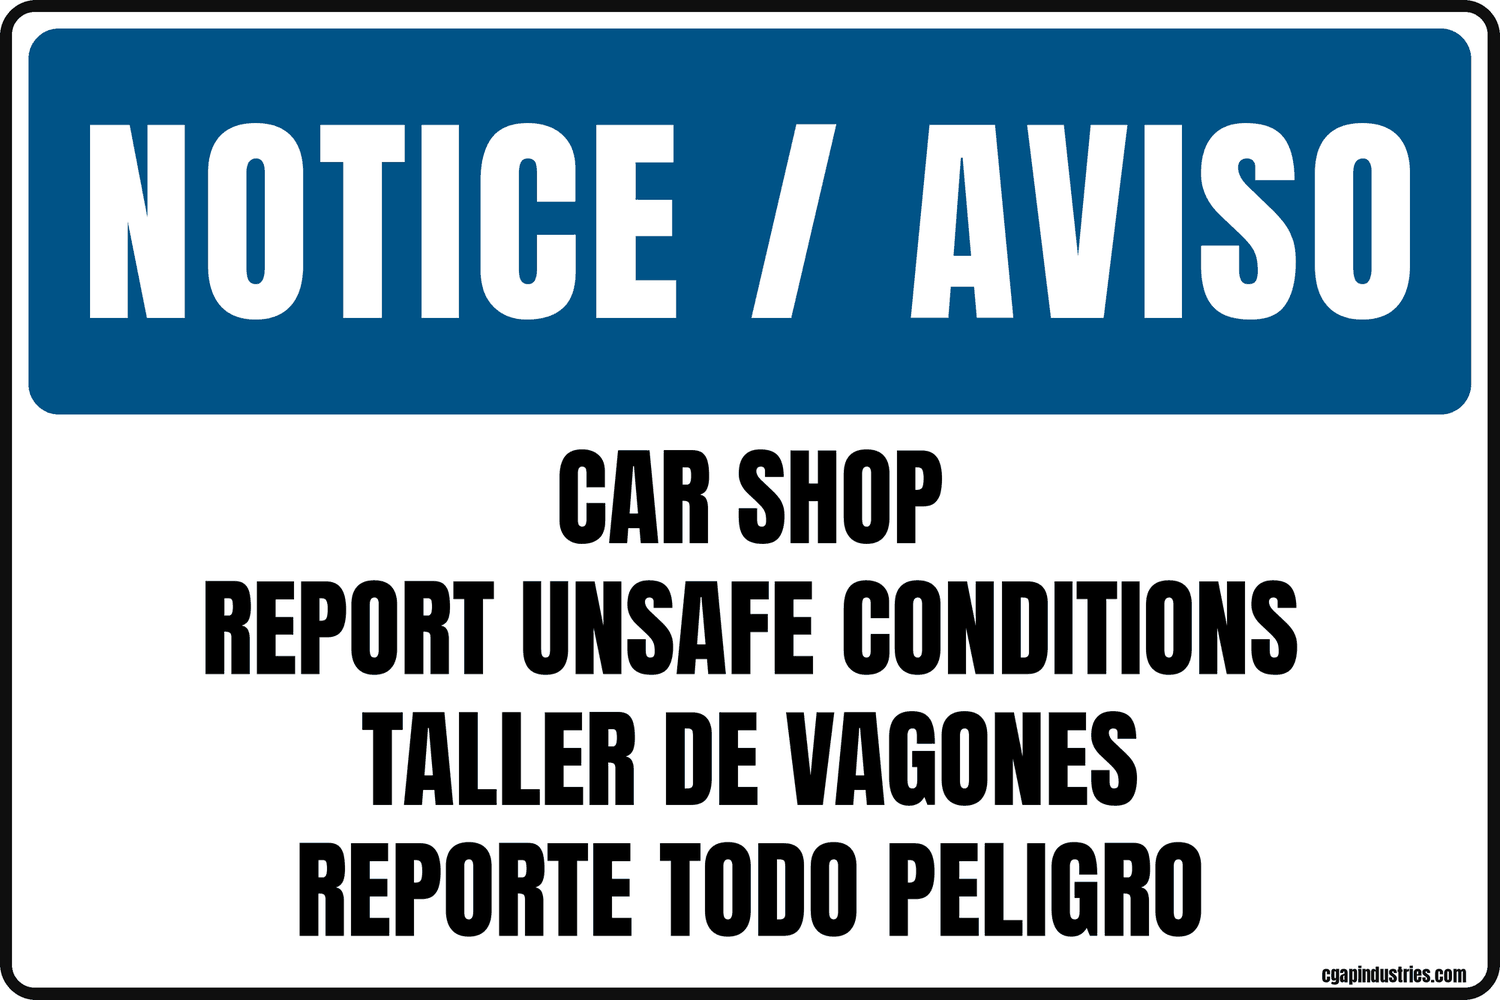 NOTICE / AVISO
CAR SHOP
REPORT UNSAFE CONDITIONS
TALLER DE VAGONES
REPORTE TODO PELIGRO
cgapindustries.com